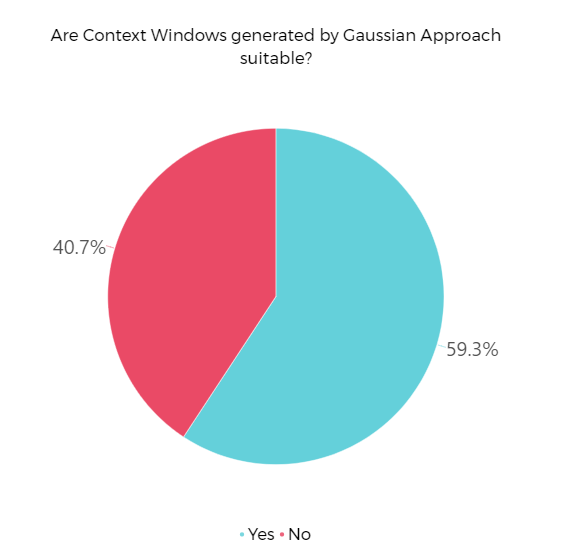 Are Context Windows generated by Gaussian Approach
suitable?
40.7%
59.3%
Yes No